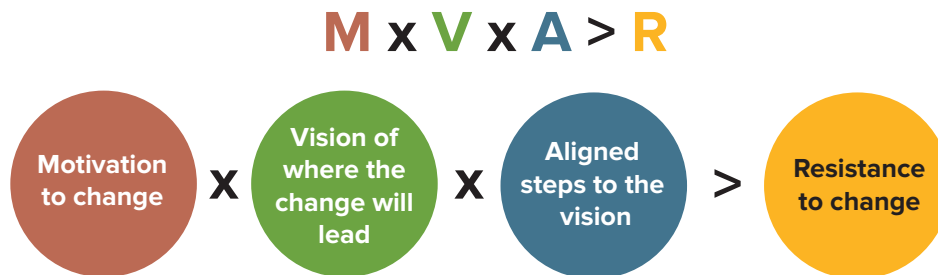 M x V x A > R
Motivation
to change
x
Vision of
where the
change will
lead
x
Aligned
steps to the
vision
>
Resistance
to change